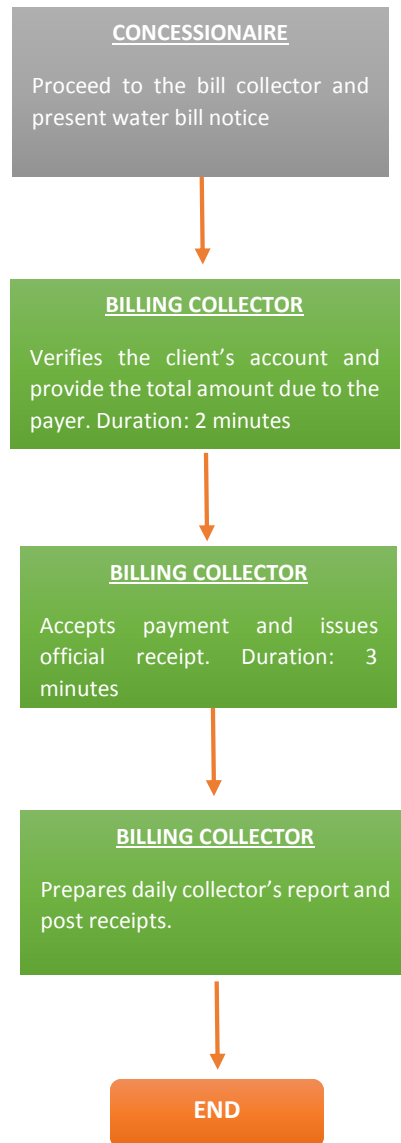 CONCESSIONAIRE
Proceed to the bill collector and
present water bill notice
BILLING COLLECTOR
Verifies the client’s account and
provide the total amount due to the
payer. Duration: 2 minutes
BILLING COLLECTOR
Accepts payment and issues
official receipt. Duration: 3
minutes
BILLING COLLECTOR
Prepares daily collector’s report and
post receipts.
END